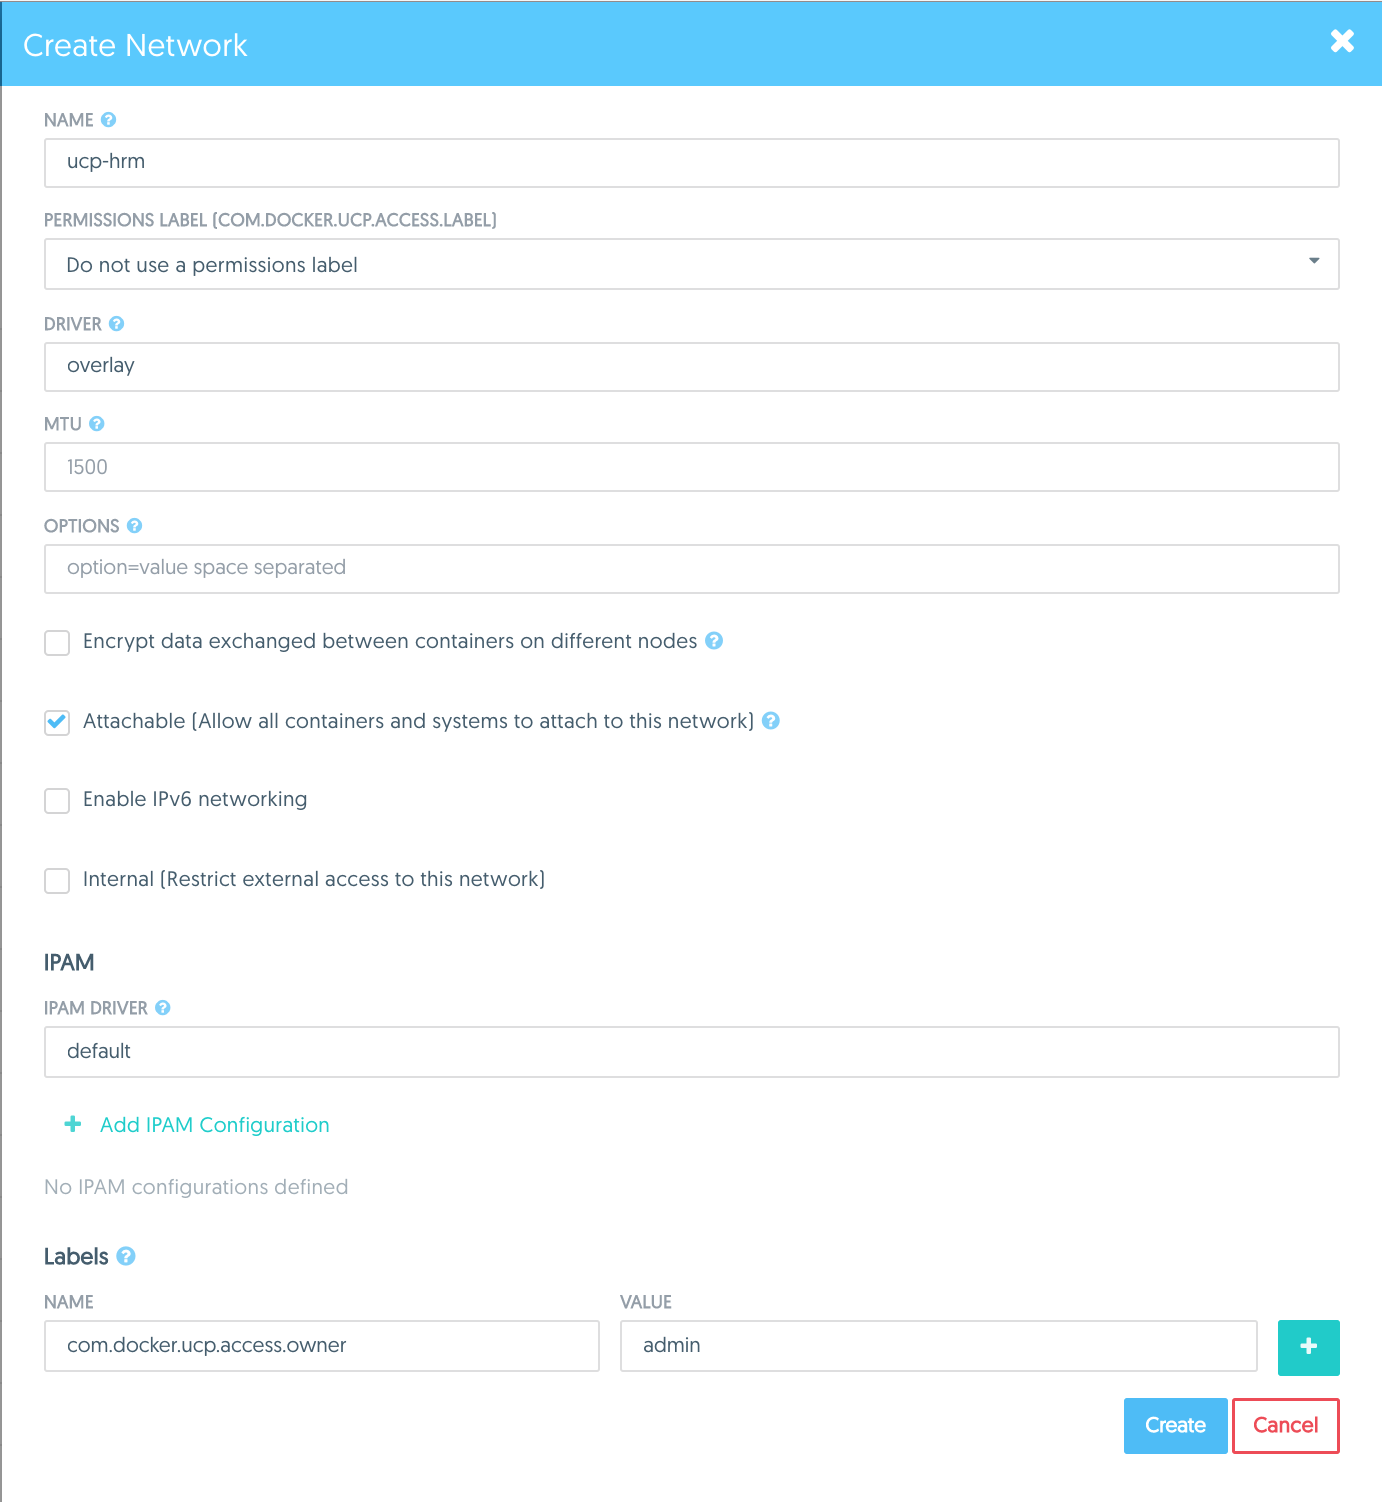 Create Network
NAME
ucp-hrm
PERMISSIONS LABEL (COM.DOCKER.UCP.ACCESS.LABEL)
Do not use a permissions label
DRIVER
overlay
MTU
1500
OPTIONS
option=value space separated
Encrypt data exchanged between containers on different nodes
Attachable (Allow all containers and systems to attach to this network)
Enable IPv6 networking
Internal (Restrict external access to this network)
IPAM
IPAM DRIVER
default
Add IPAM Configuration
No IPAM configurations defined
Labels
NAME VALUE
com.docker.ucp.access.owner admin
Create Cancel